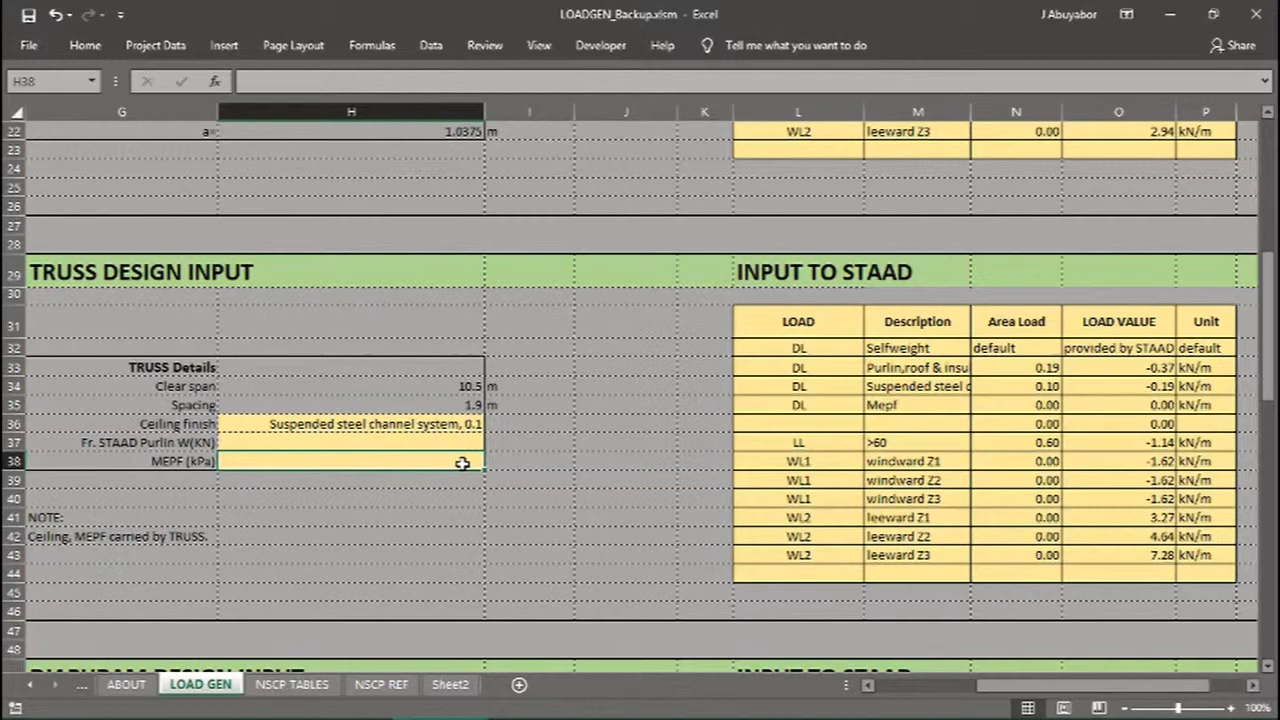 LOADGEN_Backup.xlsm - Excel
J Abuyabor
File Home Project Data Insert Page Layout Formulas Data Review View Developer Help Tell me what you want to do Share
H38 fx
G H I J K L M N O P
22 a= 1.0375 m WL2 leeward Z3 0.00 2.94 kN/m
23
24
25
26
27
28
29 TRUSS DESIGN INPUT INPUT TO STAAD
30
31 LOAD Description Area Load LOAD VALUE Unit
32 DL Selfweight default provided by STAAD default
33 TRUSS Details DL Purlin,roof & insu 0.19 -0.37 kN/m
34 Clear span 10.5 m DL Suspended steel c 0.10 -0.19 kN/m
35 Spacing 1.9 m DL Mepf 0.00 0.00 kN/m
36 Ceiling finish Suspended steel channel system, 0.1 0.00 0.00
37 Fr. STAAD Purlin W(KN) LL >60 0.60 -1.14 kN/m
38 MEPF (kPa) WL1 windward Z1 0.00 -1.62 kN/m
39 WL1 windward Z2 0.00 -1.62 kN/m
40 WL1 windward Z3 0.00 -1.62 kN/m
41 NOTE: WL2 leeward Z1 0.00 3.27 kN/m
42 Ceiling, MEPF carried by TRUSS. WL2 leeward Z2 0.00 4.64 kN/m
43 WL2 leeward Z3 0.00 7.28 kN/m
44
45
46
47
48
... ABOUT LOAD GEN NSCP TABLES NSCP REF Sheet2
100%